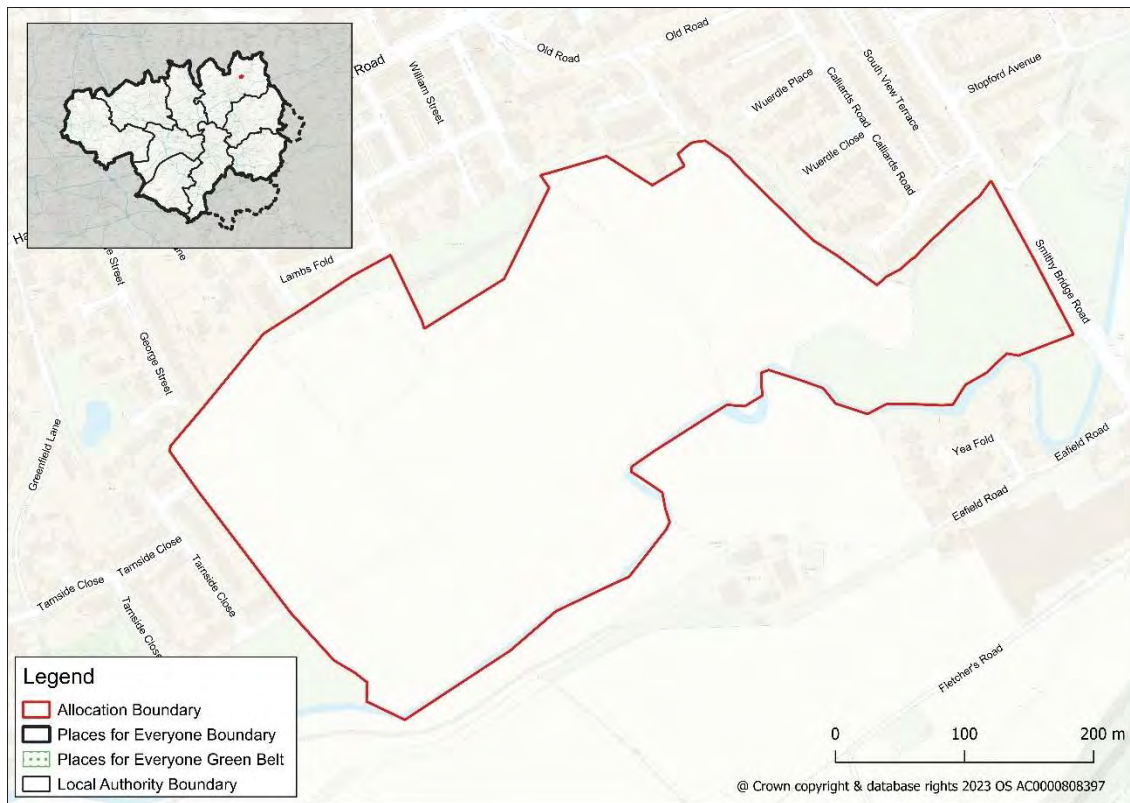 Road
Old Road
Old Road
William Street
South View Terrace
Stopford Avenue
Wuerdle Place
Calliards Road
Wuerdle Close
Calliards Road
Lambs Fold
Smithy Bridge Road
George Street
Greenfield Lane
Yea Fold
Eafield Road
Eafield Road
Tarnside Close
Tarnside Close
Tarnside Close
Tarnside Close
Fletcher's Road
Legend
Allocation Boundary
Places for Everyone Boundary
Places for Everyone Green Belt
Local Authority Boundary
0 100 200 m
@ Crown copyright & database rights 2023 OS AC0000808397